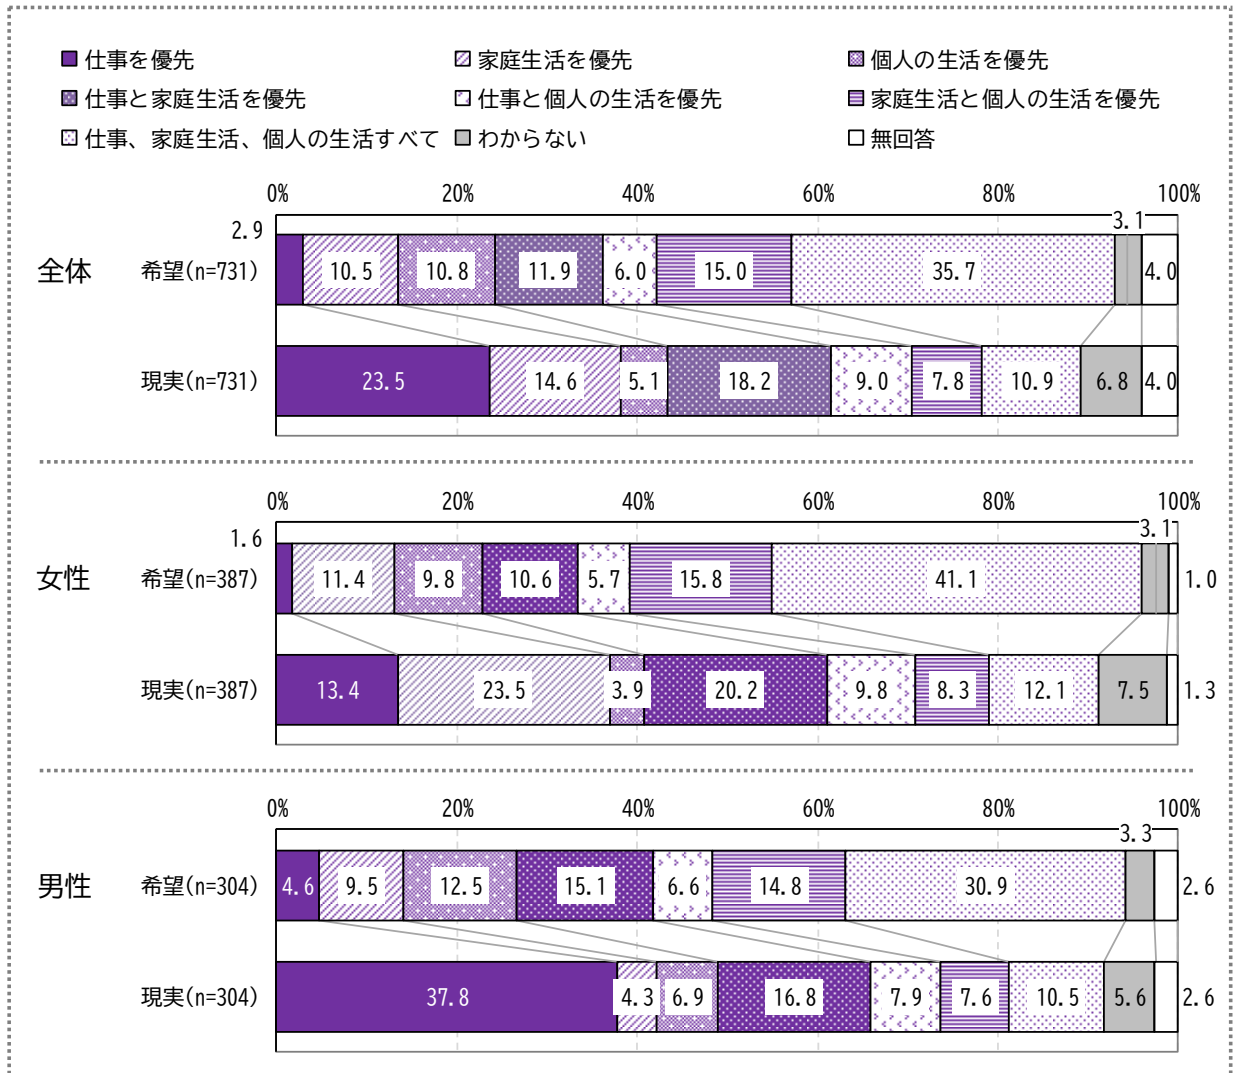 仕事を優先 家庭生活を優先 個人の生活を優先
仕事と家庭生活を優先 仕事と個人の生活を優先 家庭生活と個人の生活を優先
仕事、家庭生活、個人の生活すべて わからない 無回答
0% 20% 40% 60% 80% 100%
2.9 3.1
全体 希望(n=731) 10.5 10.8 11.9 6.0 15.0 35.7 4.0
現実(n=731) 23.5 14.6 5.1 18.2 9.0 7.8 10.9 6.8 4.0
0% 20% 40% 60% 80% 100%
1.6 3.1
女性 希望(n=387) 11.4 9.8 10.6 5.7 15.8 41.1 1.0
現実(n=387) 13.4 23.5 3.9 20.2 9.8 8.3 12.1 7.5 1.3
0% 20% 40% 60% 80% 100%
3.3
男性 希望(n=304) 4.6 9.5 12.5 15.1 6.6 14.8 30.9 2.6
現実(n=304) 37.8 4.3 6.9 16.8 7.9 7.6 10.5 5.6 2.6